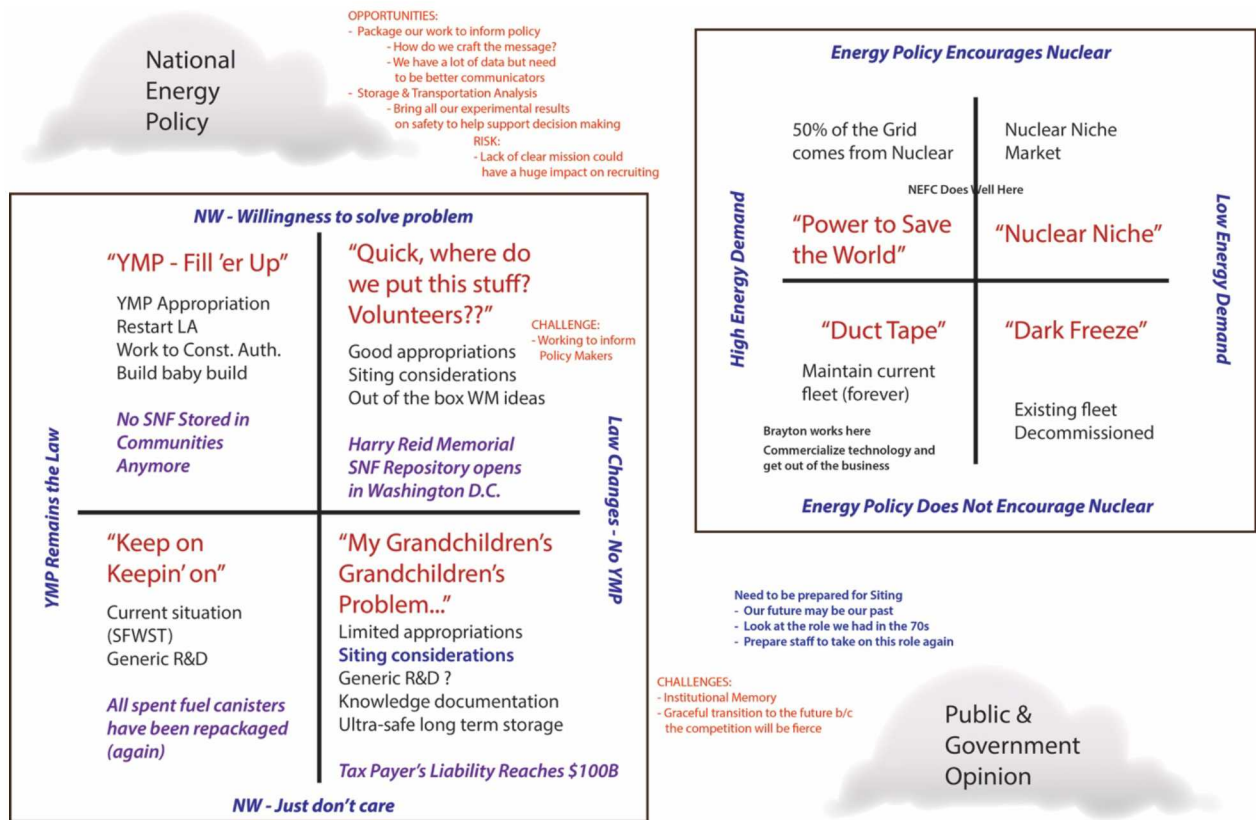 National
Energy
Policy
OPPORTUNITIES:
- Package our work to inform policy
- How do we craft the message?
- We have a lot of data but need
to be better communicators
- Storage & Transportation Analysis
- Bring all our experimental results
on safety to help support decision making
RISK:
- Lack of clear mission could
have a huge impact on recruiting
NW - Willingness to solve problem
YMP Remains the Law
"YMP - Fill 'er Up"
YMP Appropriation
Restart LA
Work to Const. Auth.
Build baby build
No SNF Stored in
Communities
Anymore
"Quick, where do
we put this stuff?
Volunteers??"
Good appropriations
Siting considerations
Out of the box WM ideas
Harry Reid Memorial
SNF Repository opens
in Washington D.C.
CHALLENGE:
- Working to inform
Policy Makers
Law Changes - No YMP
"Keep on
Keepin' on"
Current situation
(SFWST)
Generic R&D
All spent fuel canisters
have been repackaged
(again)
"My Grandchildren's
Grandchildren's
Problem..."
Limited appropriations
Siting considerations
Generic R&D ?
Knowledge documentation
Ultra-safe long term storage
Tax Payer's Liability Reaches $100B
NW - Just don't care
Energy Policy Encourages Nuclear
High Energy Demand
50% of the Grid
comes from Nuclear
Nuclear Niche
Market
NEFC Does Well Here
"Power to Save
the World"
"Nuclear Niche"
Low Energy Demand
"Duct Tape"
Maintain current
fleet (forever)
Brayton works here
Commercialize technology and
get out of the business
"Dark Freeze"
Existing fleet
Decommissioned
Energy Policy Does Not Encourage Nuclear
Need to be prepared for Siting
- Our future may be our past
- Look at the role we had in the 70s
- Prepare staff to take on this role again
CHALLENGES:
- Institutional Memory
- Graceful transition to the future b/c
the competition will be fierce
Public &
Government
Opinion